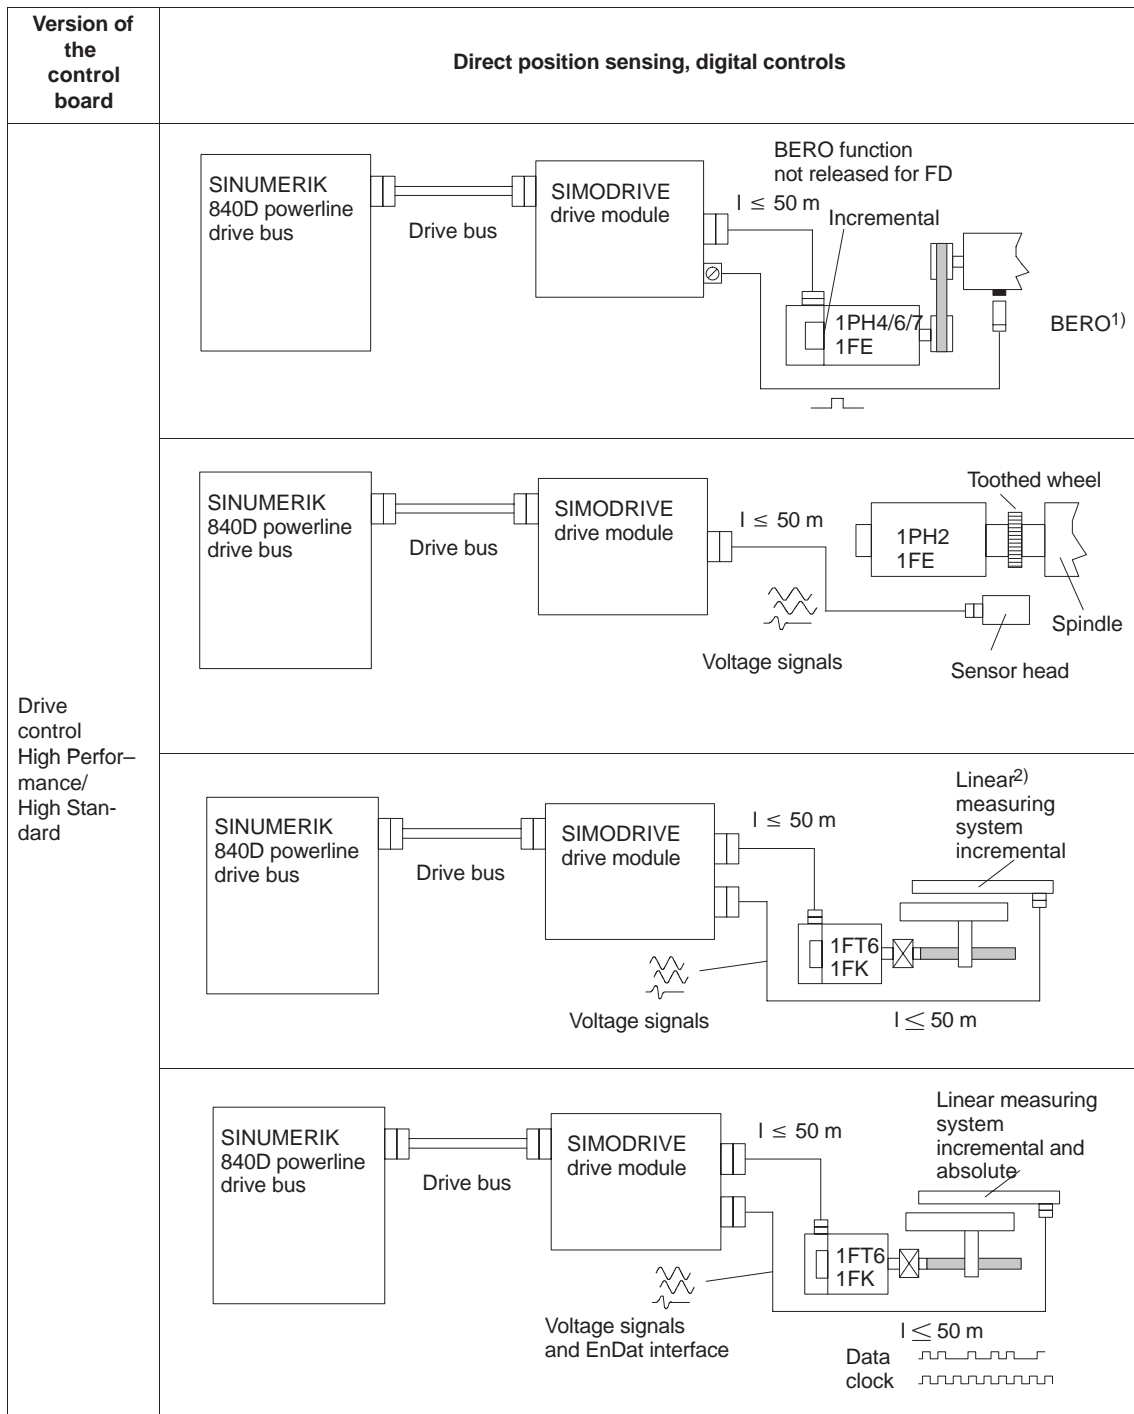 Version of
the
control
board
Direct position sensing, digital controls
Drive
control
High Perfor–
mance/
High Stan-
dard
SINUMERIK
840D powerline
drive bus
Drive bus
SIMODRIVE
drive module
BERO function
not released for FD
l ≤ 50 m
Incremental
1PH4/6/7
1FE
BERO1)
SINUMERIK
840D powerline
drive bus
Drive bus
SIMODRIVE
drive module
l ≤ 50 m
Voltage signals
Toothed wheel
1PH2
1FE
Spindle
Sensor head
SINUMERIK
840D powerline
drive bus
Drive bus
SIMODRIVE
drive module
l ≤ 50 m
Linear2)
measuring
system
incremental
1FT6
1FK
Voltage signals
l ≤ 50 m
SINUMERIK
840D powerline
drive bus
Drive bus
SIMODRIVE
drive module
l ≤ 50 m
Linear measuring
system
incremental and
absolute
1FT6
1FK
Voltage signals
and EnDat interface
l ≤ 50 m
Data
clock